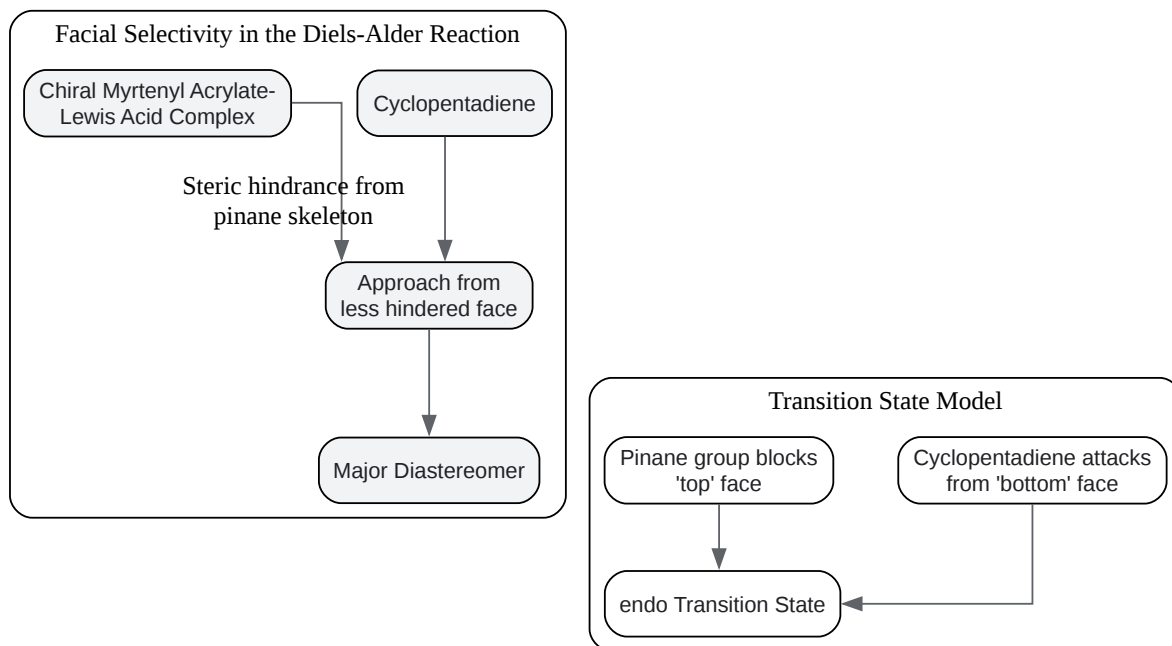 Facial Selectivity in the Diels-Alder Reaction
Chiral Myrtenyl Acrylate-
Lewis Acid Complex
Cyclopentadiene
Steric hindrance from
pinane skeleton
Approach from
less hindered face
Major Diastereomer
Transition State Model
Pinane group blocks
'top' face
Cyclopentadiene attacks
from 'bottom' face
endo Transition State